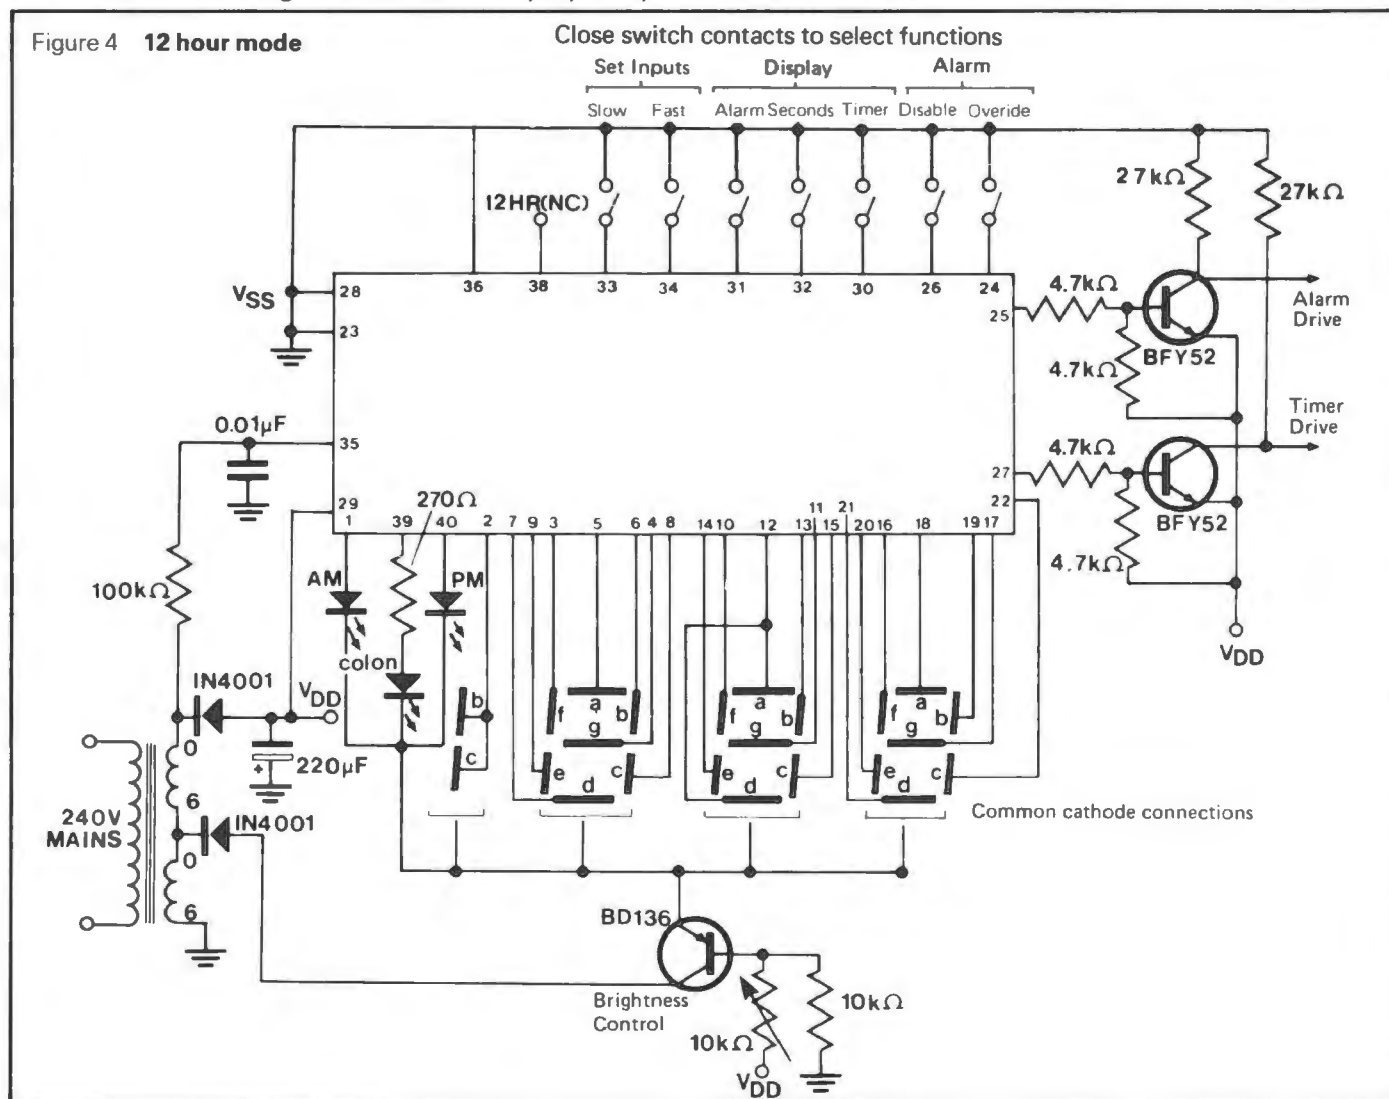 Figure 4 12 hour mode
Close switch contacts to select functions
Set Inputs Display Alarm
Slow Fast Alarm Seconds Timer Disable Overide
12HR(NC)
27kΩ
27kΩ
VSS
28
23
36 38 33 34 31 32 30 26 24
25
4.7kΩ
Alarm
Drive
BFY52
4.7kΩ
Timer
Drive
0.01µF
35
29
27
22
4.7kΩ
BFY52
4.7kΩ
VDD
1 39 40 2 7 9 3 5 6 4 8 14 10 12 13 11 15 21 20 16 18 19 17
270Ω
100kΩ
AM
PM
colon
IN4001
VDD
220µF
+
0
6
IN4001
0
6
240V
MAINS
b
c
a
f
b
g
e
c
d
a
f
b
g
e
c
d
a
f
b
g
e
c
d
Common cathode connections
BD136
Brightness
Control
10kΩ
10kΩ
VDD